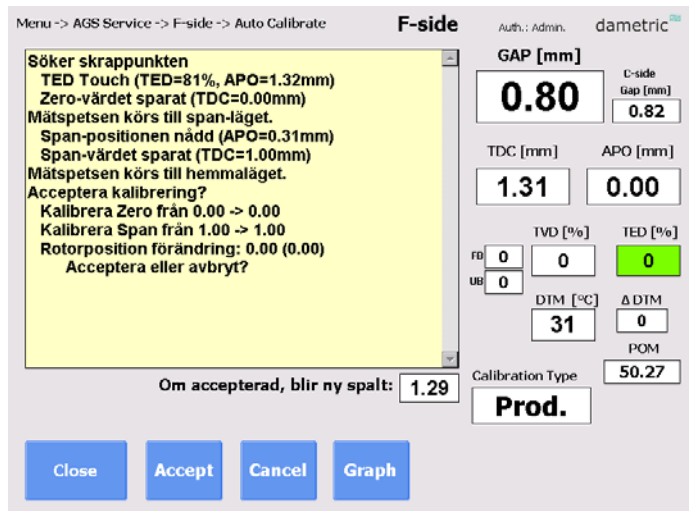 Menu -> AGS Service -> F-side -> Auto Calibrate
F-side
Auth.: Admin.
dametric
Söker skrappunkten
TED Touch (TED=81%, APO=1.32mm)
Zero-värdet sparat (TDC=0.00mm)
Mätspetsen körs till span-läget.
Span-positionen nådd (APO=0.31mm)
Span-värdet sparat (TDC=1.00mm)
Mätspetsen körs till hemmaläget.
Acceptera kalibrering?
Kalibrera Zero från 0.00 -> 0.00
Kalibrera Span från 1.00 -> 1.00
Rotorposition förändring: 0.00 (0.00)
Acceptera eller avbryt?
Om accepterad, blir ny spalt: 1.29
GAP [mm]
0.80
C-side
Gap [mm]
0.82
TDC [mm]
APO [mm]
1.31
0.00
TVD [%]
TED [%]
FB 0
0
0
UB 0
DTM [°C]
Δ DTM
31
0
POM
50.27
Calibration Type
Prod.
Close
Accept
Cancel
Graph